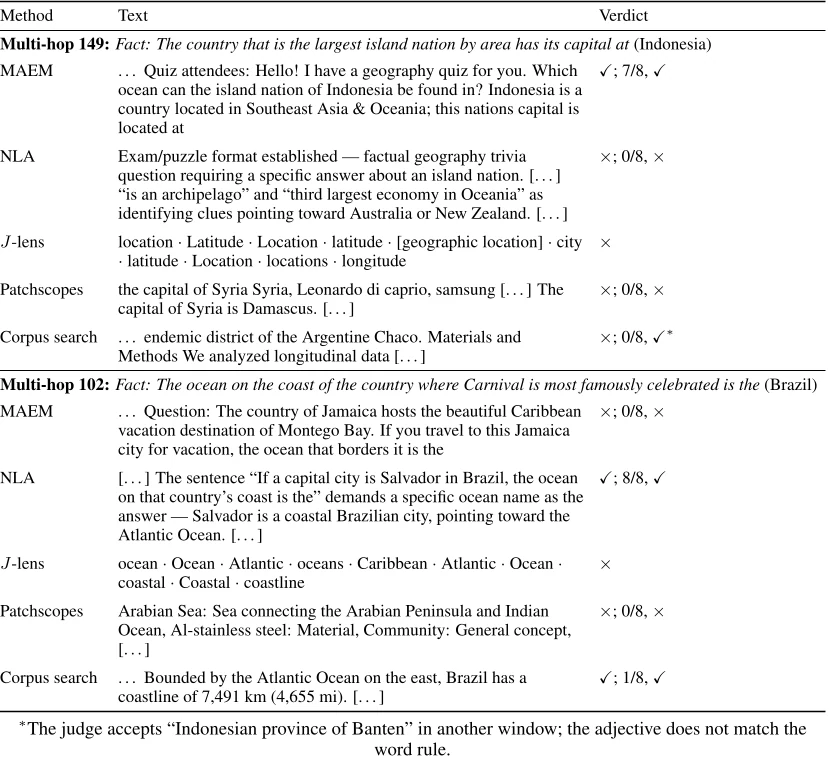 Method Text Verdict
Multi-hop 149: Fact: The country that is the largest island nation by area has its capital at (Indonesia)
MAEM ... Quiz attendees: Hello! I have a geography quiz for you. Which ✓; 7/8, ✓
ocean can the island nation of Indonesia be found in? Indonesia is a
country located in Southeast Asia & Oceania; this nations capital is
located at
NLA Exam/puzzle format established — factual geography trivia ×; 0/8, ×
question requiring a specific answer about an island nation. [...]
“is an archipelago” and “third largest economy in Oceania” as
identifying clues pointing toward Australia or New Zealand. [...]
J-lens location · Latitude · Location · latitude · [geographic location] · city ×
· latitude · Location · locations · longitude
Patchscopes the capital of Syria Syria, Leonardo di caprio, samsung [...] The ×; 0/8, ×
capital of Syria is Damascus. [...]
Corpus search ... endemic district of the Argentine Chaco. Materials and ×; 0/8, ✓*
Methods We analyzed longitudinal data [...]
Multi-hop 102: Fact: The ocean on the coast of the country where Carnival is most famously celebrated is the (Brazil)
MAEM ... Question: The country of Jamaica hosts the beautiful Caribbean ×; 0/8, ×
vacation destination of Montego Bay. If you travel to this Jamaica
city for vacation, the ocean that borders it is the
NLA [...] The sentence “If a capital city is Salvador in Brazil, the ocean ✓; 8/8, ✓
on that country’s coast is the” demands a specific ocean name as the
answer — Salvador is a coastal Brazilian city, pointing toward the
Atlantic Ocean. [...]
J-lens ocean · Ocean · Atlantic · oceans · Caribbean · Atlantic · Ocean · ×
coastal · Coastal · coastline
Patchscopes Arabian Sea: Sea connecting the Arabian Peninsula and Indian ×; 0/8, ×
Ocean, Al-stainless steel: Material, Community: General concept,
[...]
Corpus search ... Bounded by the Atlantic Ocean on the east, Brazil has a ✓; 1/8, ✓
coastline of 7,491 km (4,655 mi). [...]
*The judge accepts “Indonesian province of Banten” in another window; the adjective does not match the
word rule.